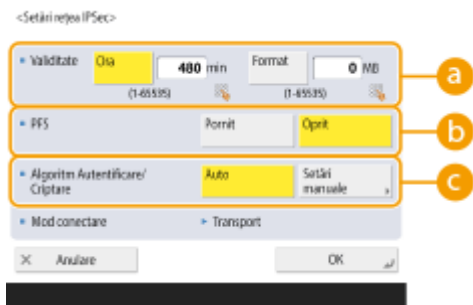 <Setări rețea IPSec>
Validitate Ora 480 min Format 0 MB
(1-65535) (1-65535)
a
PFS Pornit Oprit
b
Algoritm Autentificare/
Criptare Auto Setări
manuale
c
Mod conectare Transport
Anulare OK